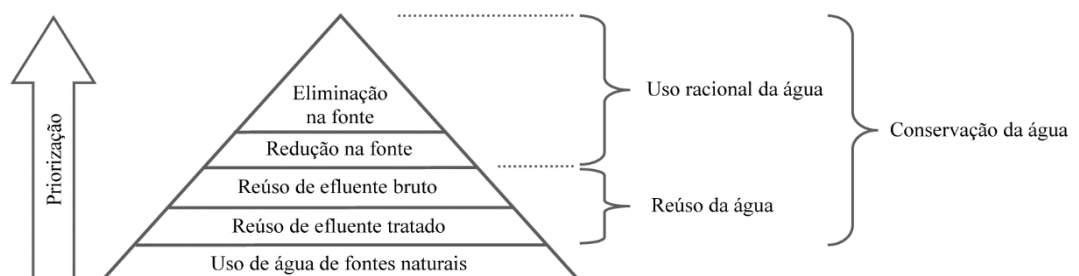 Priorização
Eliminação
na fonte
Redução na fonte
Reúso de efluente bruto
Reúso de efluente tratado
Uso de água de fontes naturais
Uso racional da água
Reúso da água
Conservação da água